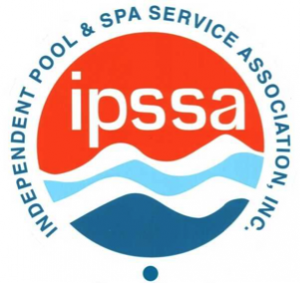 INDEPENDENT POOL & SPA SERVICE ASSOCIATION, INC.
ipssa